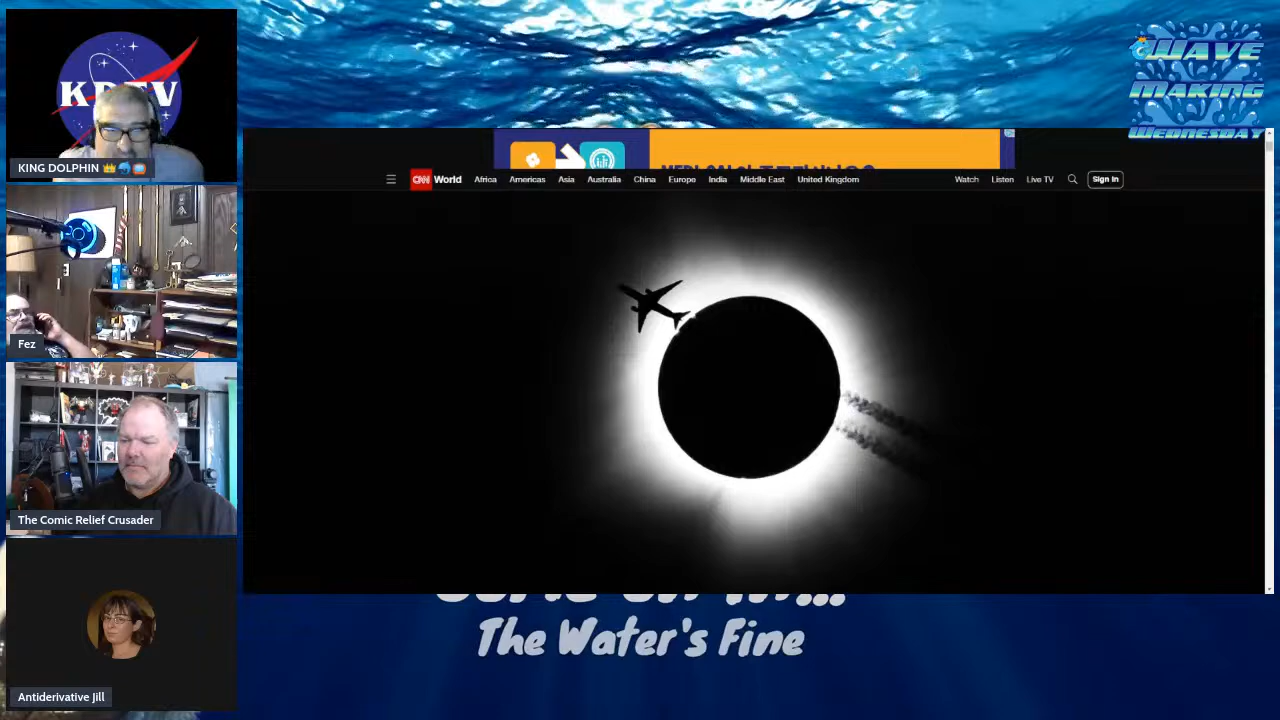 KDTV
KING DOLPHIN
Fez
The Comic Relief Crusader
Antiderivative Jill
WAVE
MAKING
WEDNESDAY
CNN World Africa Americas Asia Australia China Europe India Middle East United Kingdom Watch Listen Live TV Sign in
The Water's Fine